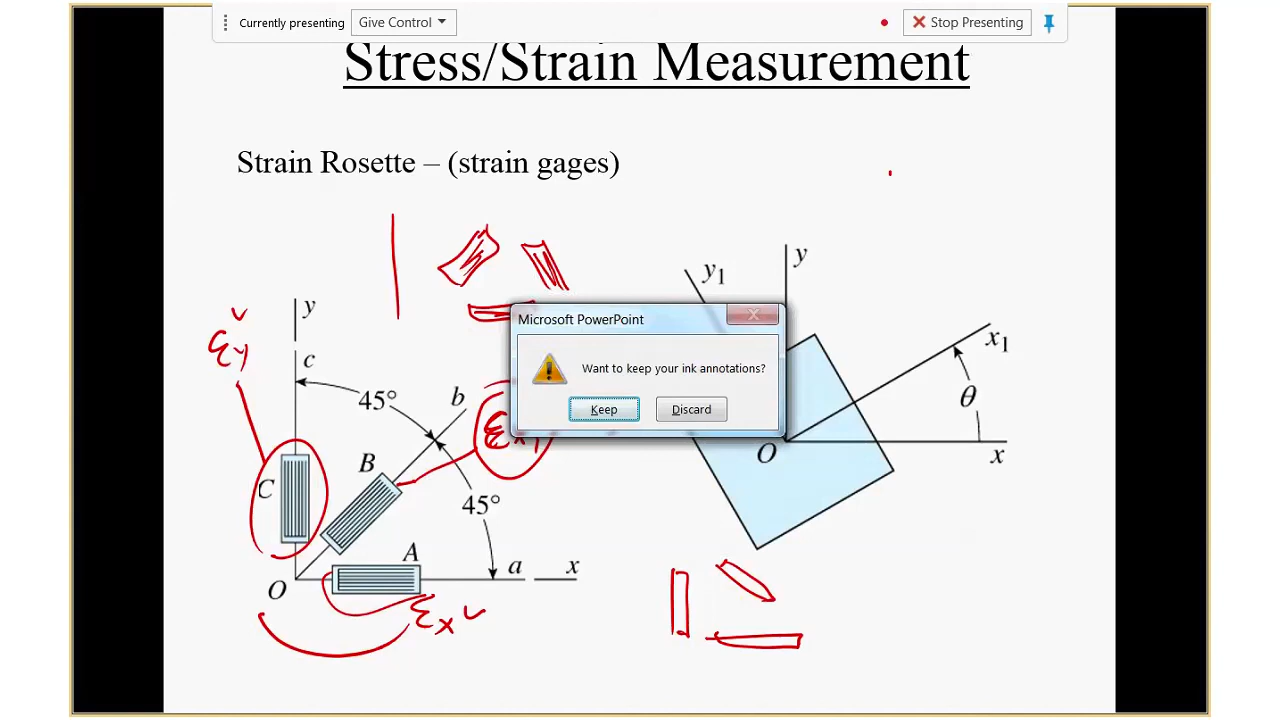 Currently presenting
Give Control
Stop Presenting
Stress/Strain Measurement
Strain Rosette – (strain gages)
y
c
45°
b
B
C
45°
A
O
a
x
εy
εx
εx1
Microsoft PowerPoint
Want to keep your ink annotations?
Keep
Discard
y
y1
x1
θ
O
x